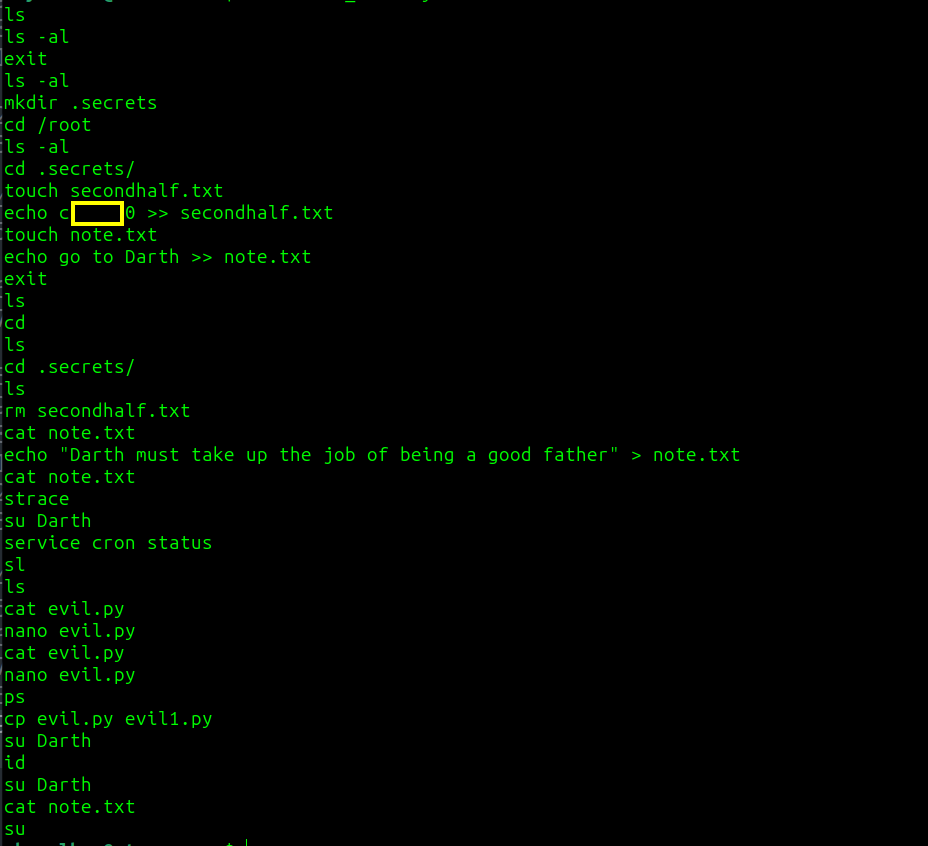 ls
ls -al
exit
ls -al
mkdir .secrets
cd /root
ls -al
cd .secrets/
touch secondhalf.txt
echo c 0 >> secondhalf.txt
touch note.txt
echo go to Darth >> note.txt
exit
ls
cd
ls
cd .secrets/
ls
rm secondhalf.txt
cat note.txt
echo "Darth must take up the job of being a good father" > note.txt
cat note.txt
strace
su Darth
service cron status
sl
ls
cat evil.py
nano evil.py
cat evil.py
nano evil.py
ps
cp evil.py evil1.py
su Darth
id
su Darth
cat note.txt
su